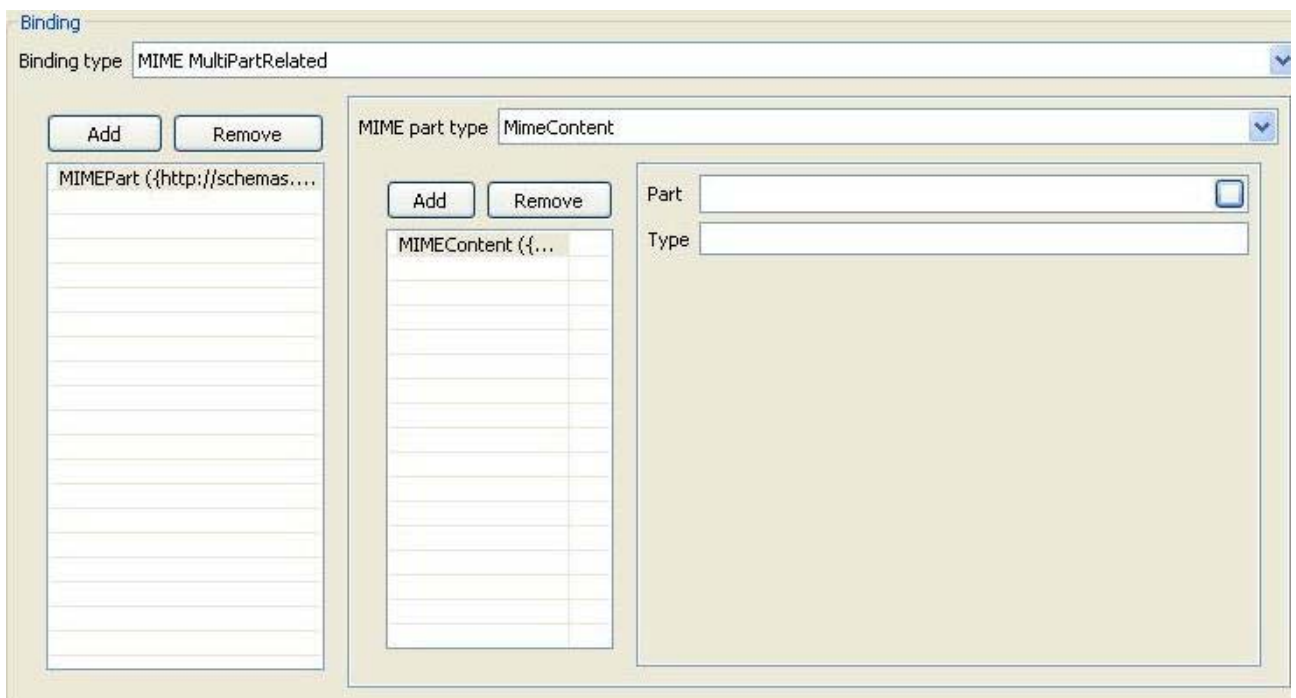 Binding
Binding type MIME MultiPartRelated
Add Remove
MIME part type MimeContent
MIMEPart ({http://schemas....
Add Remove
Part
MIMEContent ({...
Type